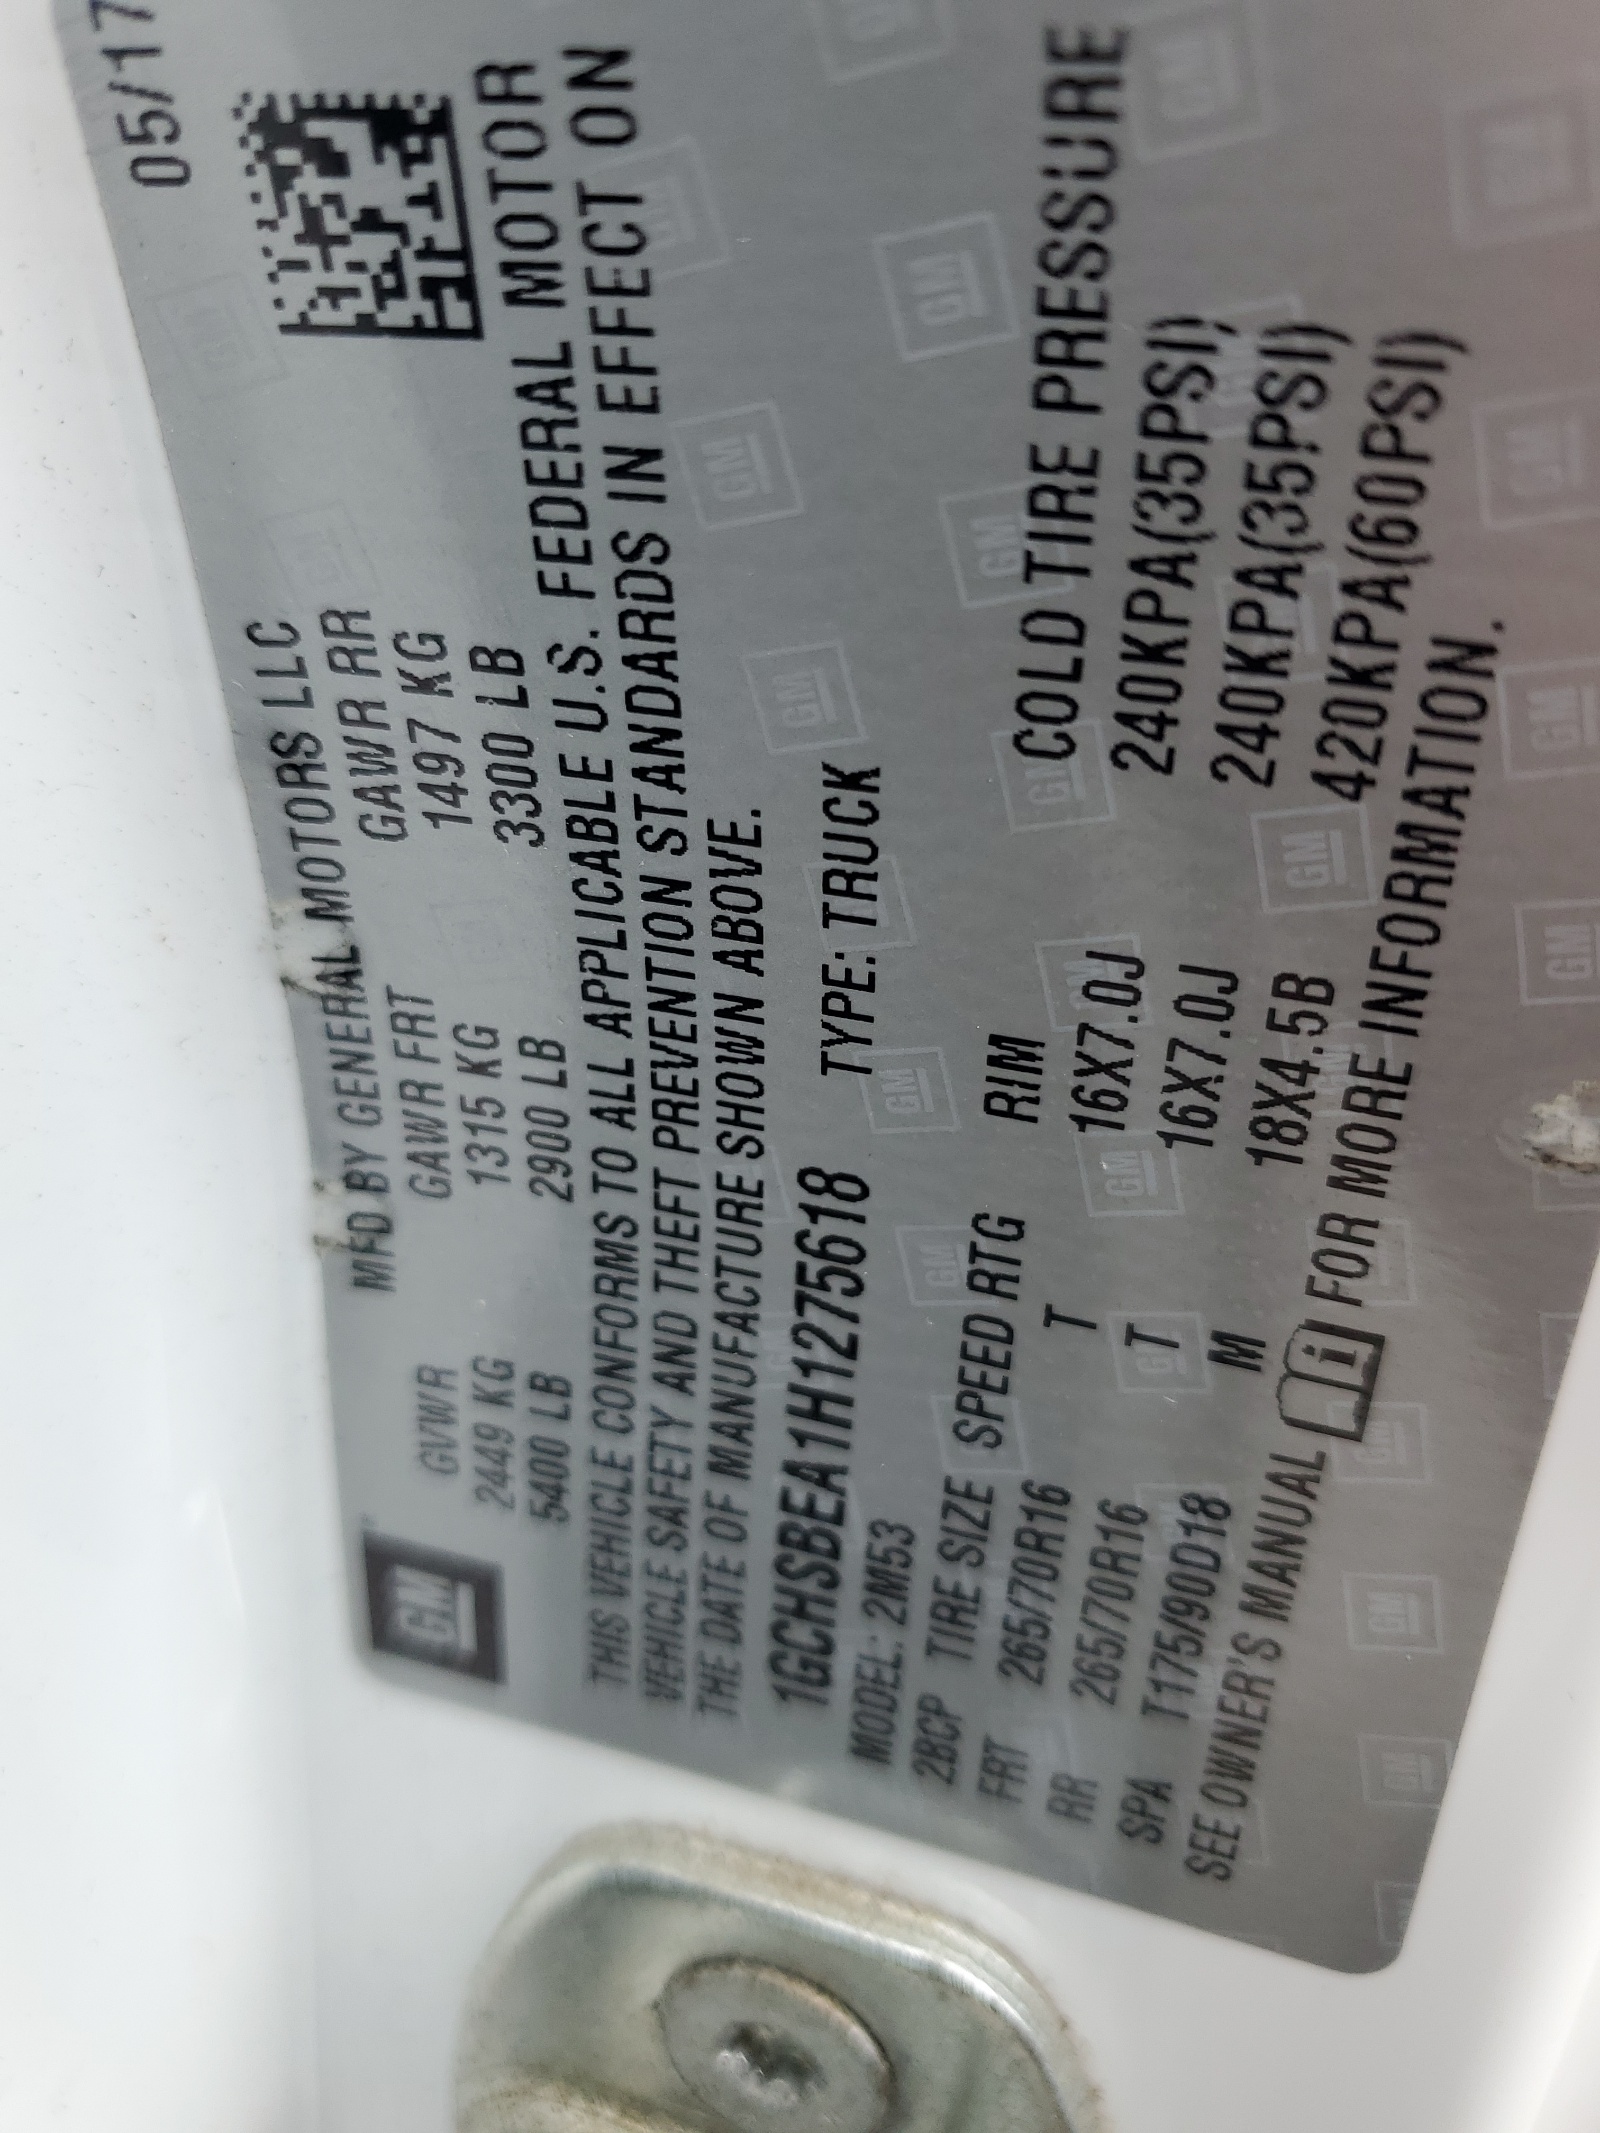 05/17
MFD BY GENERAL MOTORS LLC
GM
GVWR GAWR FRT GAWR RR
2449 KG 1315 KG 1497 KG
5400 LB 2900 LB 3300 LB
THIS VEHICLE CONFORMS TO ALL APPLICABLE U.S. FEDERAL MOTOR
VEHICLE SAFETY AND THEFT PREVENTION STANDARDS IN EFFECT ON
THE DATE OF MANUFACTURE SHOWN ABOVE.
1GCHSBEA1H1275618 TYPE: TRUCK
MODEL: 2M53
2BCP TIRE SIZE SPEED RTG RIM COLD TIRE PRESSURE
FRT 265/70R16 T 16X7.0J 240KPA(35PSI)
RR 265/70R16 T 16X7.0J 240KPA(35PSI)
SPA T175/90D18 M 18X4.5B 420KPA(60PSI)
SEE OWNER'S MANUAL i FOR MORE INFORMATION.